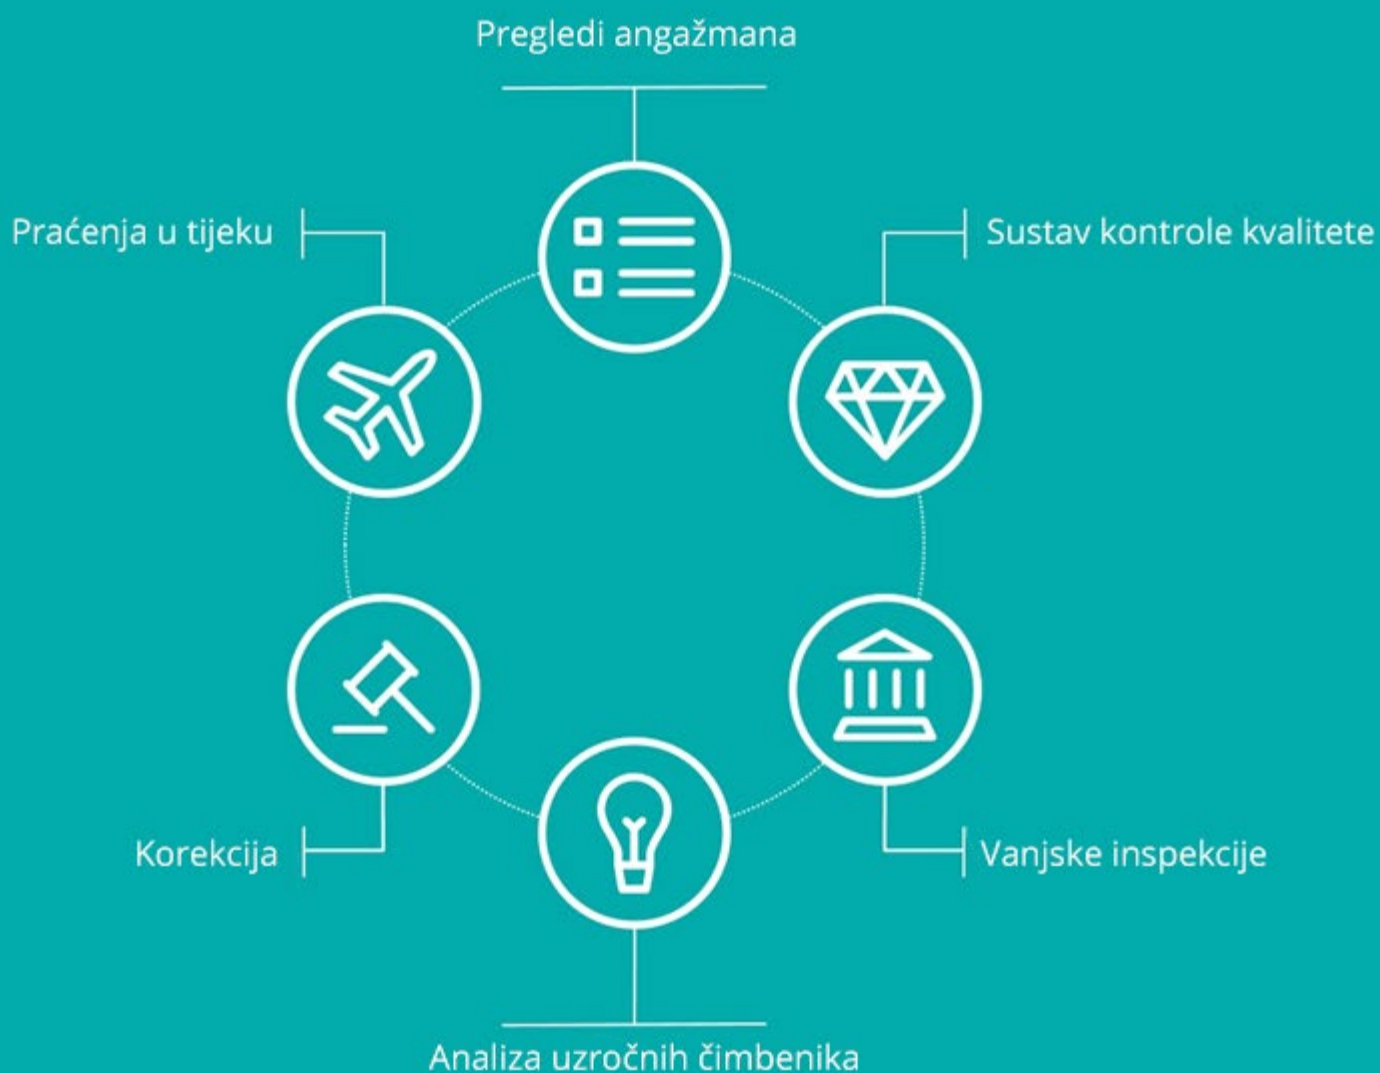 Pregledi angažmana
Praćenja u tijeku
Sustav kontrole kvalitete
Korekcija
Vanjske inspekcije
Analiza uzročnih čimbenika